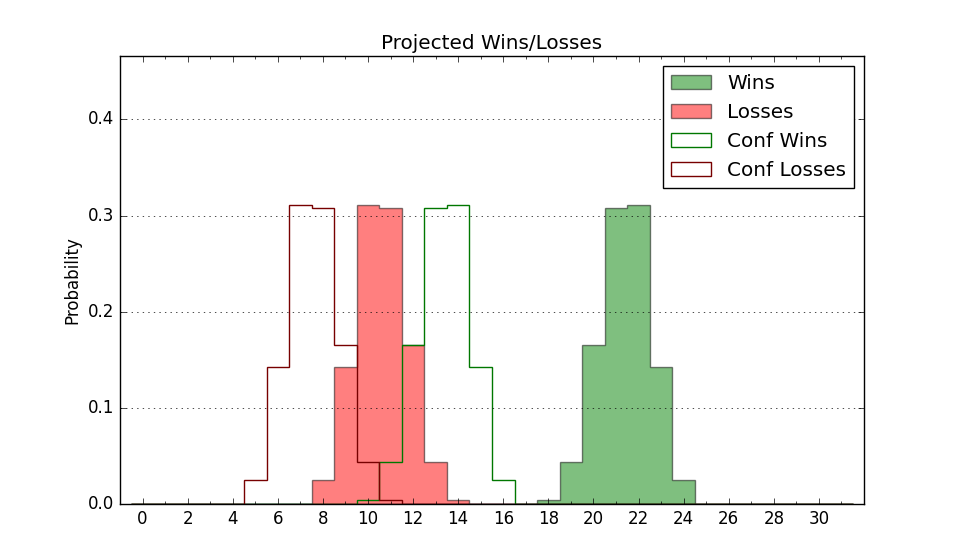 Projected Wins/Losses
Wins
Losses
Conf Wins
Conf Losses
Probability
0.4
0.3
0.2
0.1
0.0
0 2 4 6 8 10 12 14 16 18 20 22 24 26 28 30